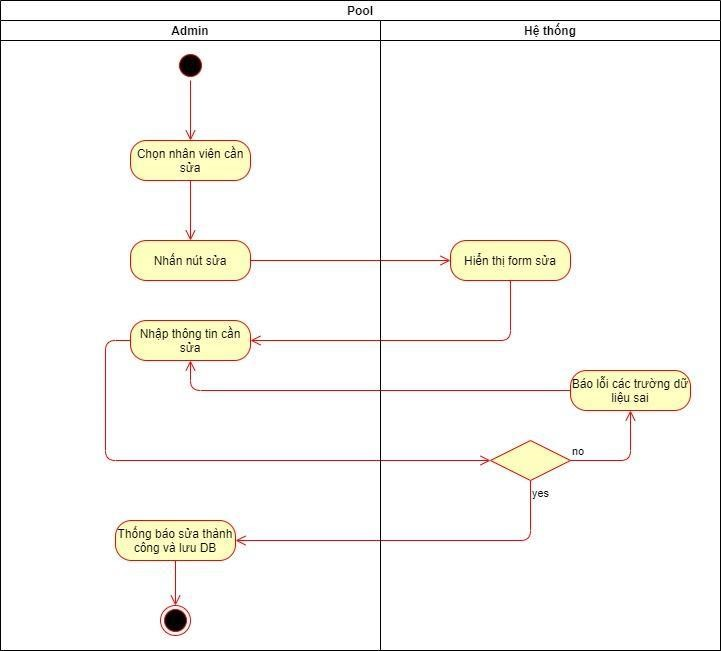 Pool
Admin
Hệ thống
Chọn nhân viên cần
sửa
Nhấn nút sửa
Hiển thị form sửa
Nhập thông tin cần
sửa
Báo lỗi các trường dữ
liệu sai
no
yes
Thống báo sửa thành
công và lưu DB